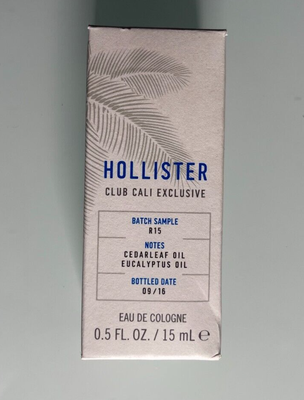 HOLLISTER
CLUB CALI EXCLUSIVE
BATCH SAMPLE
R15
NOTES
CEDARLEAF OIL
EUCALYPTUS OIL
BOTTLED DATE
09/16
EAU DE COLOGNE
0.5 FL. OZ. / 15 mL ℮